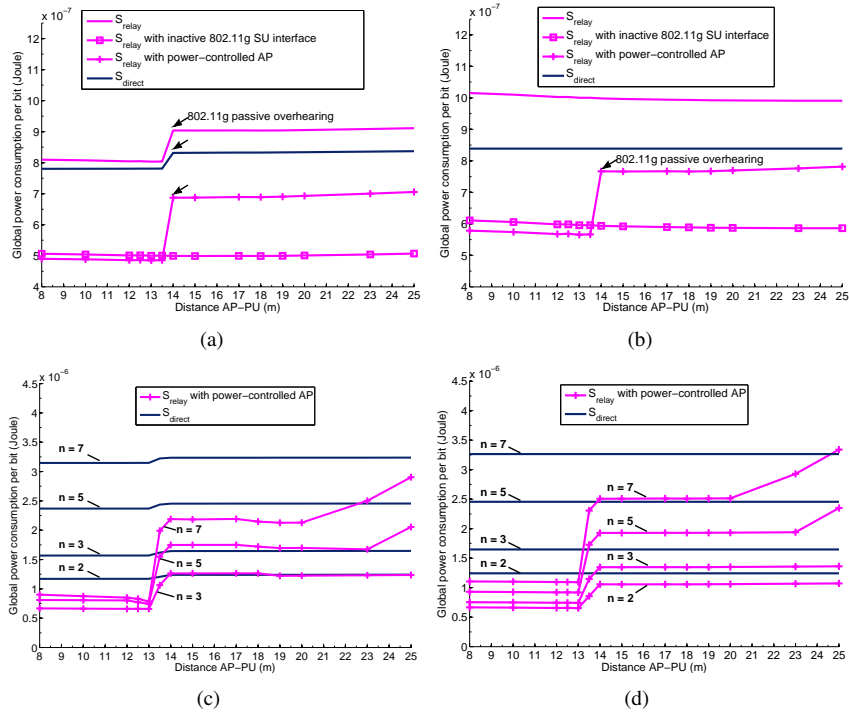 x 10^-7
S_relay
S_relay with inactive 802.11g SU interface
S_relay with power−controlled AP
S_direct
802.11g passive overhearing
Global power consumption per bit (Joule)
12
11
10
9
8
7
6
5
4
8 9 10 11 12 13 14 15 16 17 18 19 20 21 22 23 24 25
Distance AP−PU (m)
(a)
x 10^-7
S_relay
S_relay with inactive 802.11g SU interface
S_relay with power−controlled AP
S_direct
802.11g passive overhearing
Global power consumption per bit (Joule)
12
11
10
9
8
7
6
5
4
8 9 10 11 12 13 14 15 16 17 18 19 20 21 22 23 24 25
Distance AP−PU (m)
(b)
x 10^-6
S_relay with power−controlled AP
S_direct
Global power consumption per bit (Joule)
4.5
4
3.5
3
2.5
2
1.5
1
0.5
0
n = 7
n = 5
n = 3
n = 2
n = 7
n = 5
n = 3
8 9 10 11 12 13 14 15 16 17 18 19 20 21 22 23 24 25
Distance AP−PU (m)
(c)
x 10^-6
S_relay with power−controlled AP
S_direct
Global power consumption per bit (Joule)
4.5
4
3.5
3
2.5
2
1.5
1
0.5
0
n = 7
n = 5
n = 3
n = 2
n = 7
n = 5
n = 3
n = 2
8 9 10 11 12 13 14 15 16 17 18 19 20 21 22 23 24 25
Distance AP−PU (m)
(d)